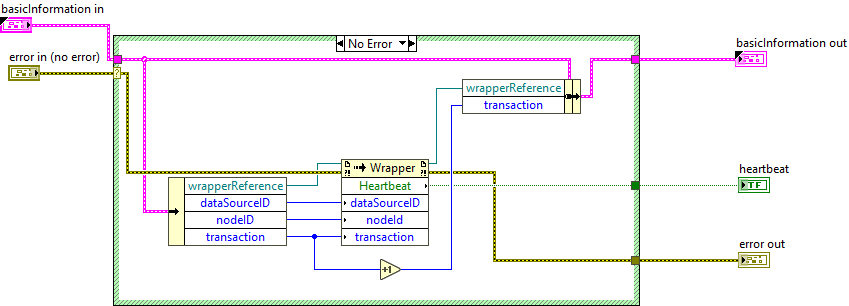 basicInformation in
error in (no error)
?
No Error
wrapperReference
transaction
basicInformation out
wrapperReference
dataSourceID
nodeID
transaction
?! Wrapper ?!
Heartbeat
dataSourceID
nodeId
transaction
+1
heartbeat
TF
error out